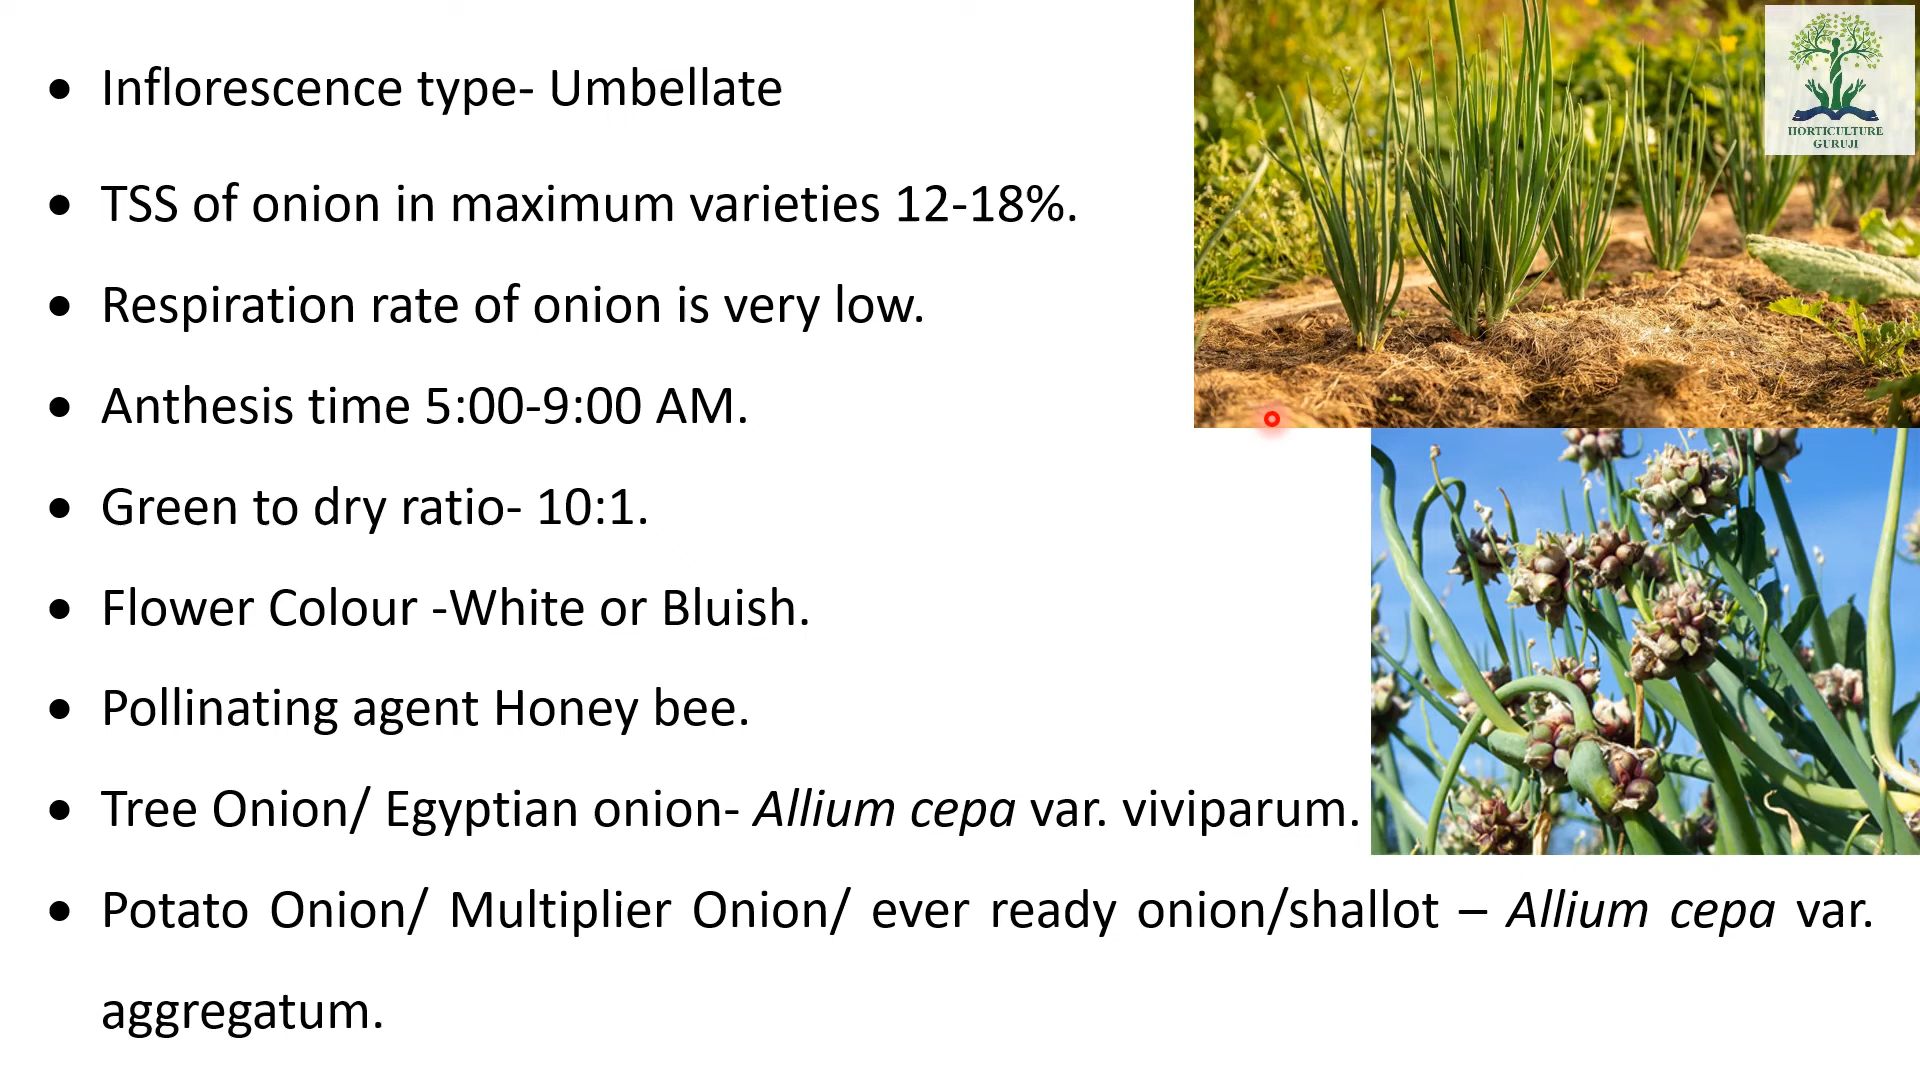 • Inflorescence type- Umbellate
• TSS of onion in maximum varieties 12-18%.
• Respiration rate of onion is very low.
• Anthesis time 5:00-9:00 AM.
• Green to dry ratio- 10:1.
• Flower Colour -White or Bluish.
• Pollinating agent Honey bee.
• Tree Onion/ Egyptian onion- Allium cepa var. viviparum.
• Potato Onion/ Multiplier Onion/ ever ready onion/shallot – Allium cepa var.
aggregatum.
HORTICULTURE
GURUJI